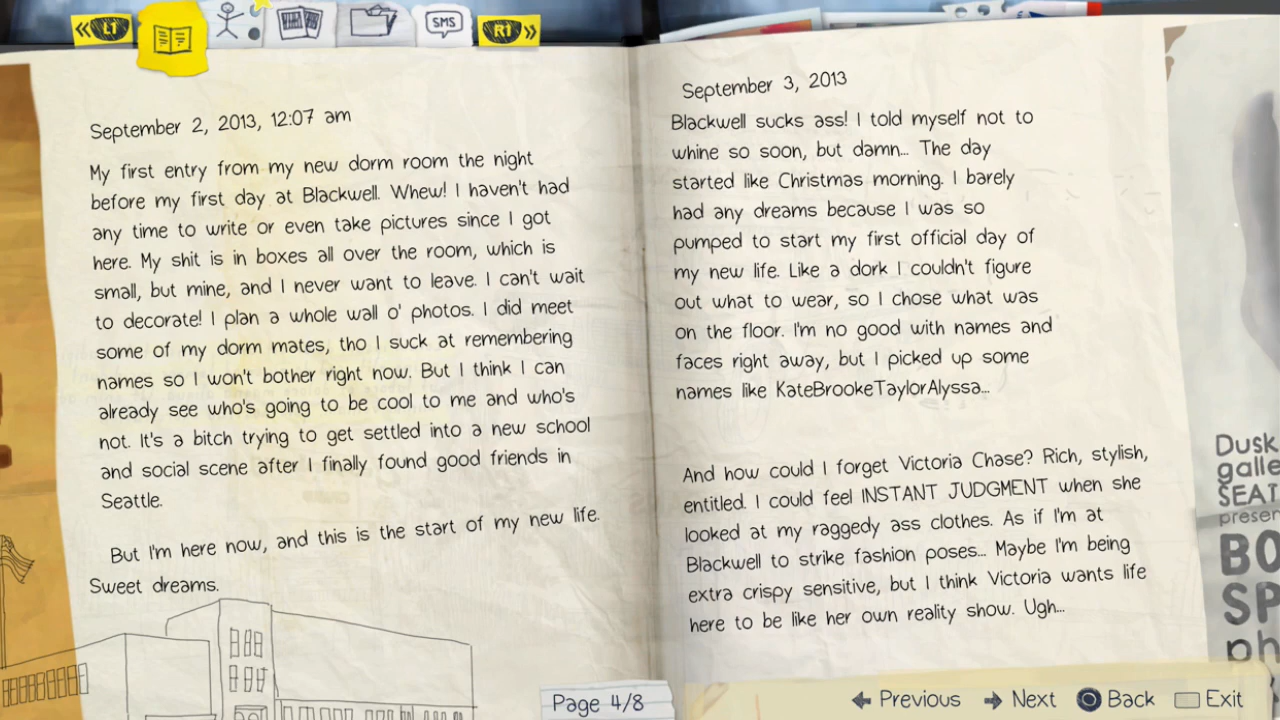 L1
SMS
R1
September 2, 2013, 12:07 am
My first entry from my new dorm room the night
before my first day at Blackwell. Whew! I haven't had
any time to write or even take pictures since I got
here. My shit is in boxes all over the room, which is
small, but mine, and I never want to leave. I can't wait
to decorate! I plan a whole wall o' photos. I did meet
some of my dorm mates, tho I suck at remembering
names so I won't bother right now. But I think I can
already see who's going to be cool to me and who's
not. It's a bitch trying to get settled into a new school
and social scene after I finally found good friends in
Seattle.
But I'm here now, and this is the start of my new life.
Sweet dreams.
September 3, 2013
Blackwell sucks ass! I told myself not to
whine so soon, but damn... The day
started like Christmas morning. I barely
had any dreams because I was so
pumped to start my first official day of
my new life. Like a dork I couldn't figure
out what to wear, so I chose what was
on the floor. I'm no good with names and
faces right away, but I picked up some
names like KateBrookeTaylorAlyssa...
And how could I forget Victoria Chase? Rich, stylish,
entitled. I could feel INSTANT JUDGMENT when she
looked at my raggedy ass clothes. As if I'm at
Blackwell to strike fashion poses... Maybe I'm being
extra crispy sensitive, but I think Victoria wants life
here to be like her own reality show. Ugh...
Dusk
galle
SEAT
presen
BO
SP
ph
Page 4/8
Previous
Next
Back
Exit